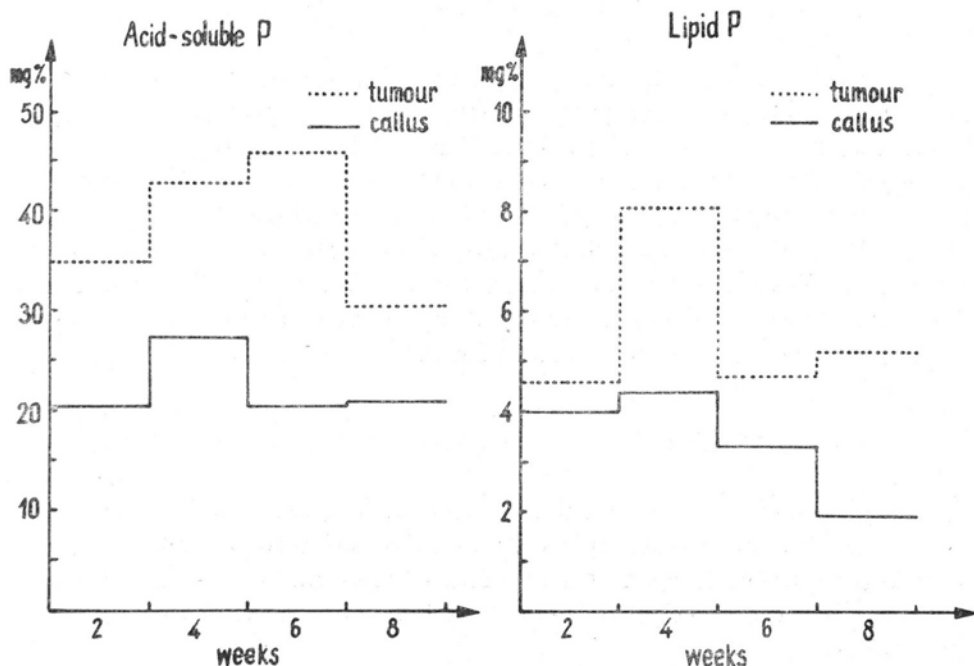 Acid-soluble P
mg%
tumour
callus
50
40
30
20
10
2 4 6 8
weeks
Lipid P
mg%
tumour
callus
10
8
6
4
2
2 4 6 8
weeks